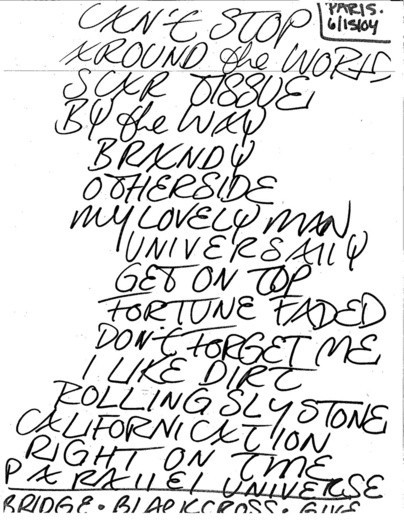 PARIS.
6/15/04
CAN'T STOP
AROUND the WORLD
SCAR TISSUE
BY the WAY
BRANDY
OTHERSIDE
MY LOVELY MAN
UNIVERSALLY
GET ON TOP
FORTUNE FADED
DON'T FORGET ME
I LIKE DIRT
ROLLING SLY STONE
CALIFORNICATION
RIGHT ON TIME
PARALLEL UNIVERSE
BRIDGE · BLACKCROSS · GIVE